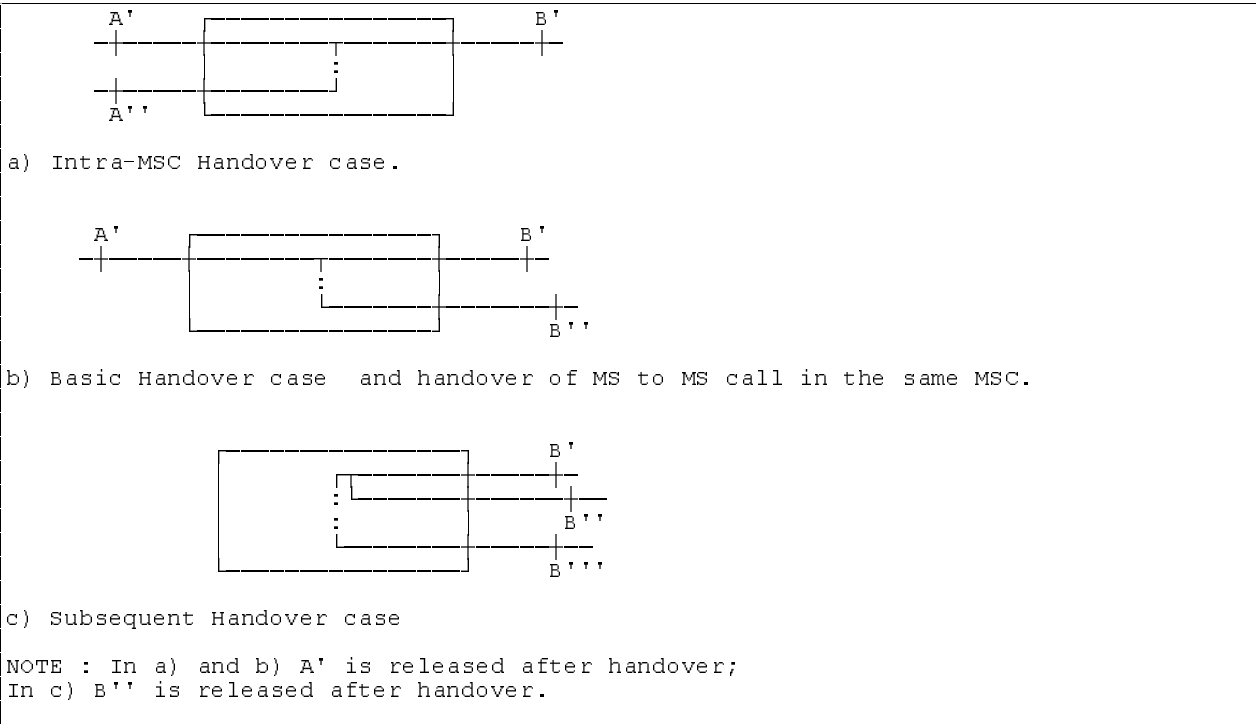 A' B'
A''
a) Intra-MSC Handover case.
A' B'
B''
b) Basic Handover case  and handover of MS to MS call in the same MSC.
B'
B''
B'''
c) Subsequent Handover case
NOTE : In a) and b) A' is released after handover;
In c) B'' is released after handover.